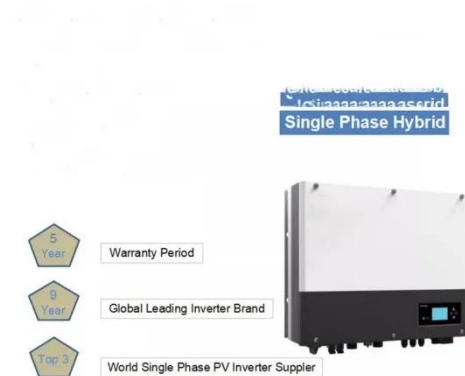 Single Phase Hybrid
5
Year
Warranty Period
9
Year
Global Leading Inverter Brand
Top 3
World Single Phase PV Inverter Suppler